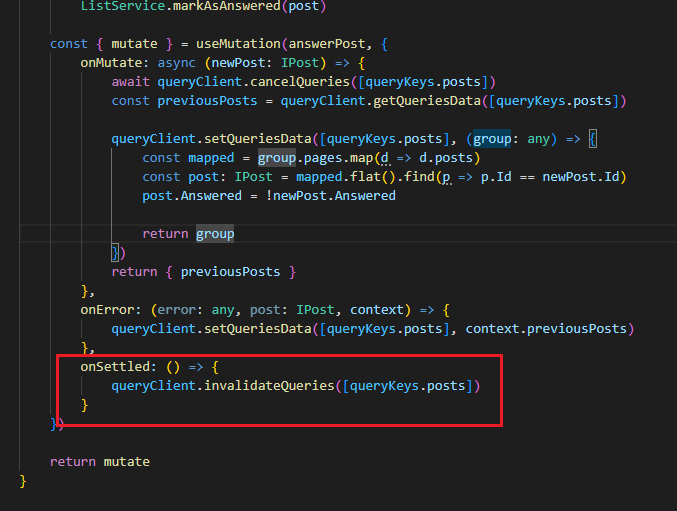 ListService.markAsAnswered(post)
const { mutate } = useMutation(answerPost, {
onMutate: async (newPost: IPost) => {
await queryClient.cancelQueries([queryKeys.posts])
const previousPosts = queryClient.getQueriesData([queryKeys.posts])
queryClient.setQueriesData([queryKeys.posts], (group: any) => {
const mapped = group.pages.map(d => d.posts)
const post: IPost = mapped.flat().find(p => p.Id == newPost.Id)
post.Answered = !newPost.Answered
return group
})
return { previousPosts }
},
onError: (error: any, post: IPost, context) => {
queryClient.setQueriesData([queryKeys.posts], context.previousPosts)
},
onSettled: () => {
queryClient.invalidateQueries([queryKeys.posts])
}
})
return mutate
}